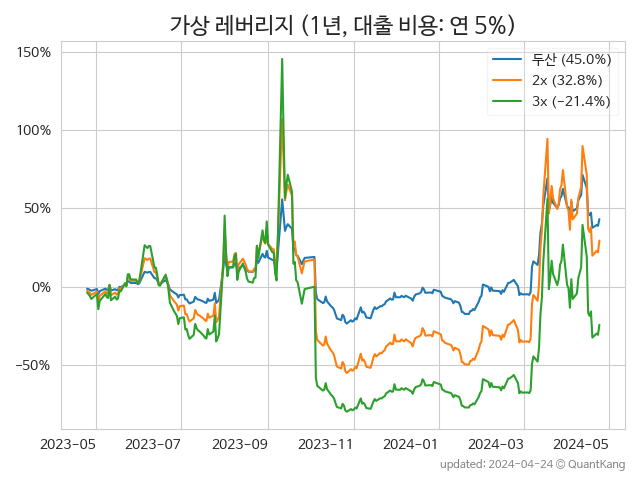 가상 레버리지 (1년, 대출 비용: 연 5%)
150%
100%
50%
0%
−50%
두산 (45.0%)
2x (32.8%)
3x (−21.4%)
2023-05 2023-07 2023-09 2023-11 2024-01 2024-03 2024-05
updated: 2024-04-24 © QuantKang